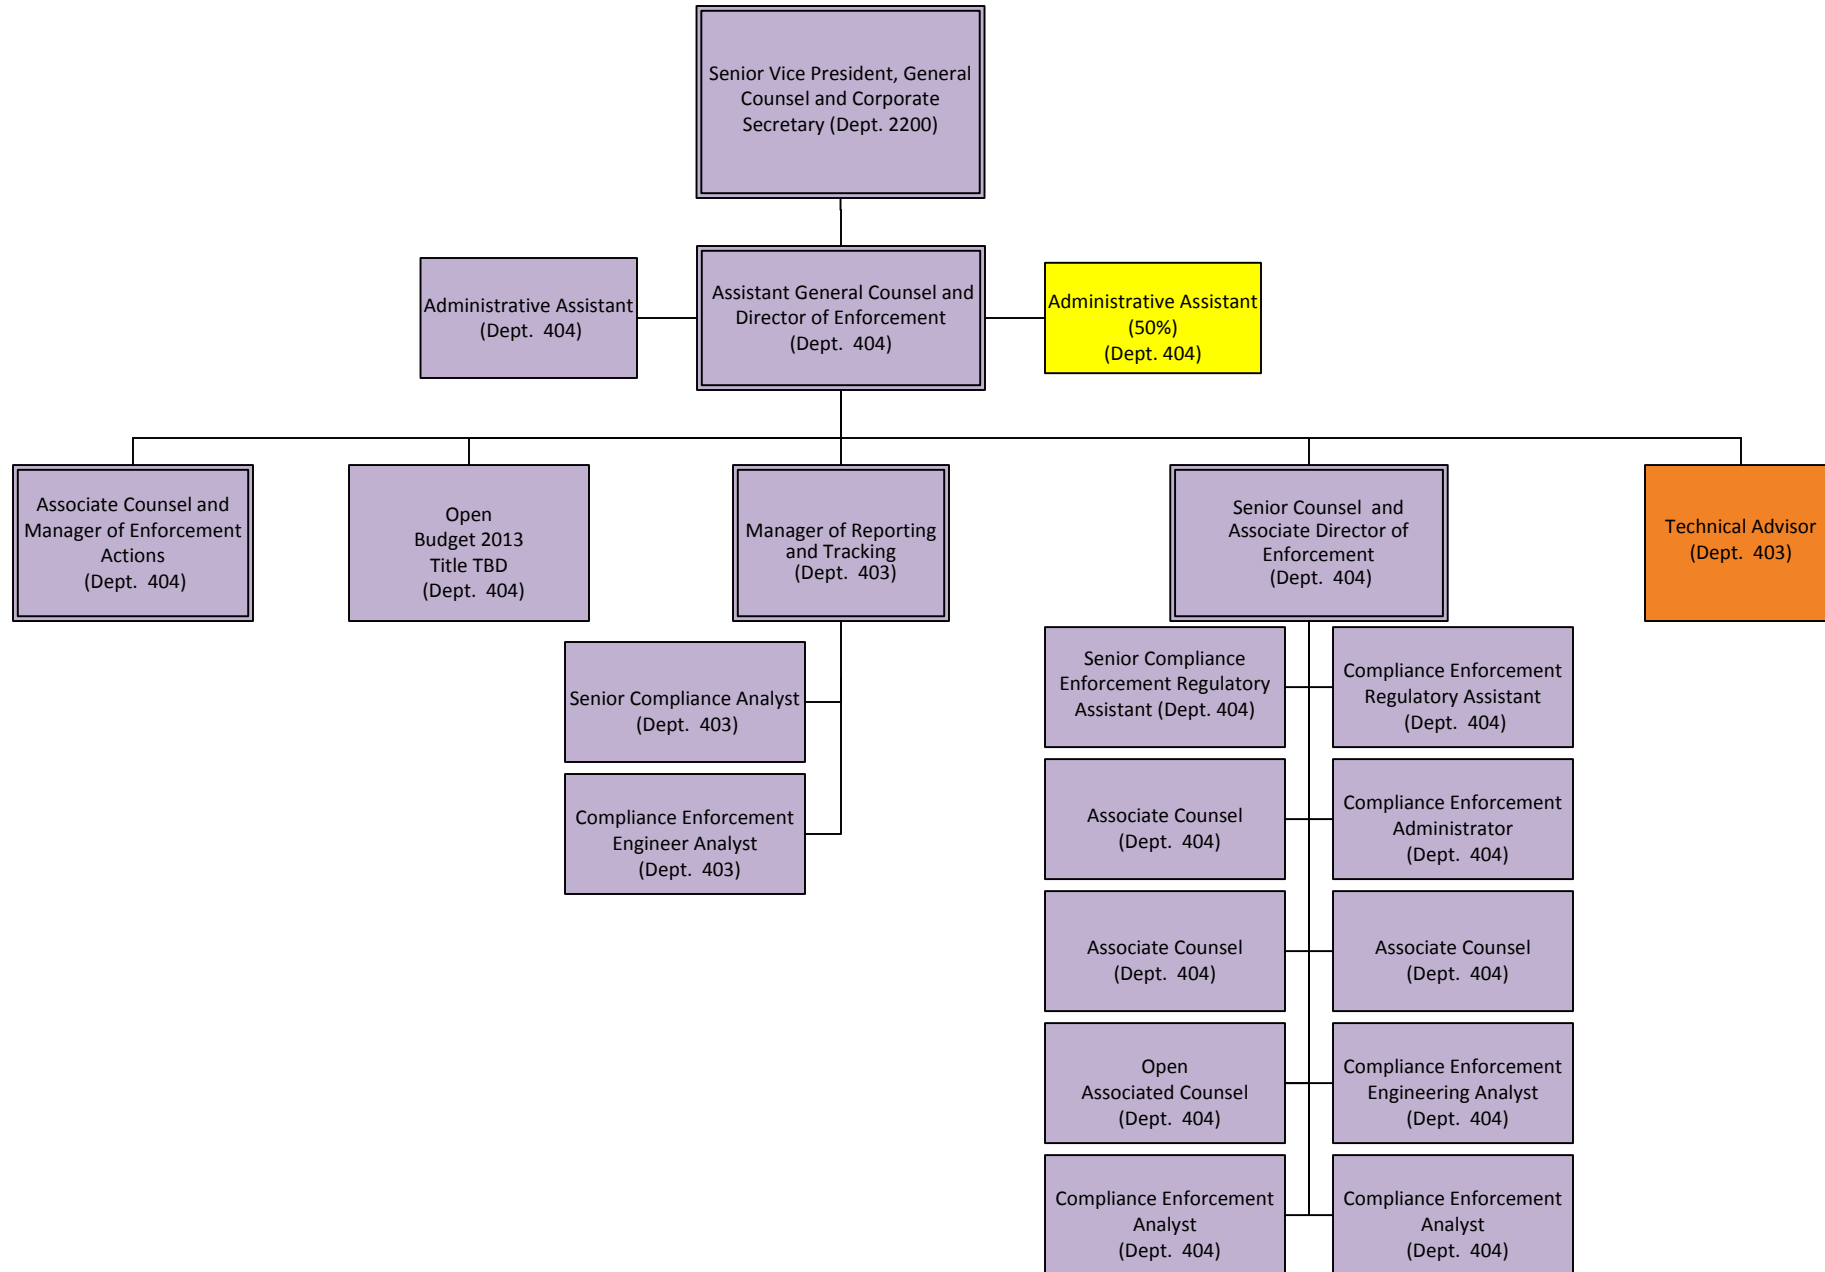 Senior Vice President, General
Counsel and Corporate
Secretary (Dept. 2200)
Administrative Assistant
(Dept. 404)
Assistant General Counsel and
Director of Enforcement
(Dept. 404)
Administrative Assistant
(50%)
(Dept. 404)
Associate Counsel and
Manager of Enforcement
Actions
(Dept. 404)
Open
Budget 2013
Title TBD
(Dept. 404)
Manager of Reporting
and Tracking
(Dept. 403)
Senior Counsel and
Associate Director of
Enforcement
(Dept. 404)
Technical Advisor
(Dept. 403)
Senior Compliance Analyst
(Dept. 403)
Compliance Enforcement
Engineer Analyst
(Dept. 403)
Senior Compliance
Enforcement Regulatory
Assistant (Dept. 404)
Compliance Enforcement
Regulatory Assistant
(Dept. 404)
Associate Counsel
(Dept. 404)
Compliance Enforcement
Administrator
(Dept. 404)
Associate Counsel
(Dept. 404)
Associate Counsel
(Dept. 404)
Open
Associated Counsel
(Dept. 404)
Compliance Enforcement
Engineering Analyst
(Dept. 404)
Compliance Enforcement
Analyst
(Dept. 404)
Compliance Enforcement
Analyst
(Dept. 404)